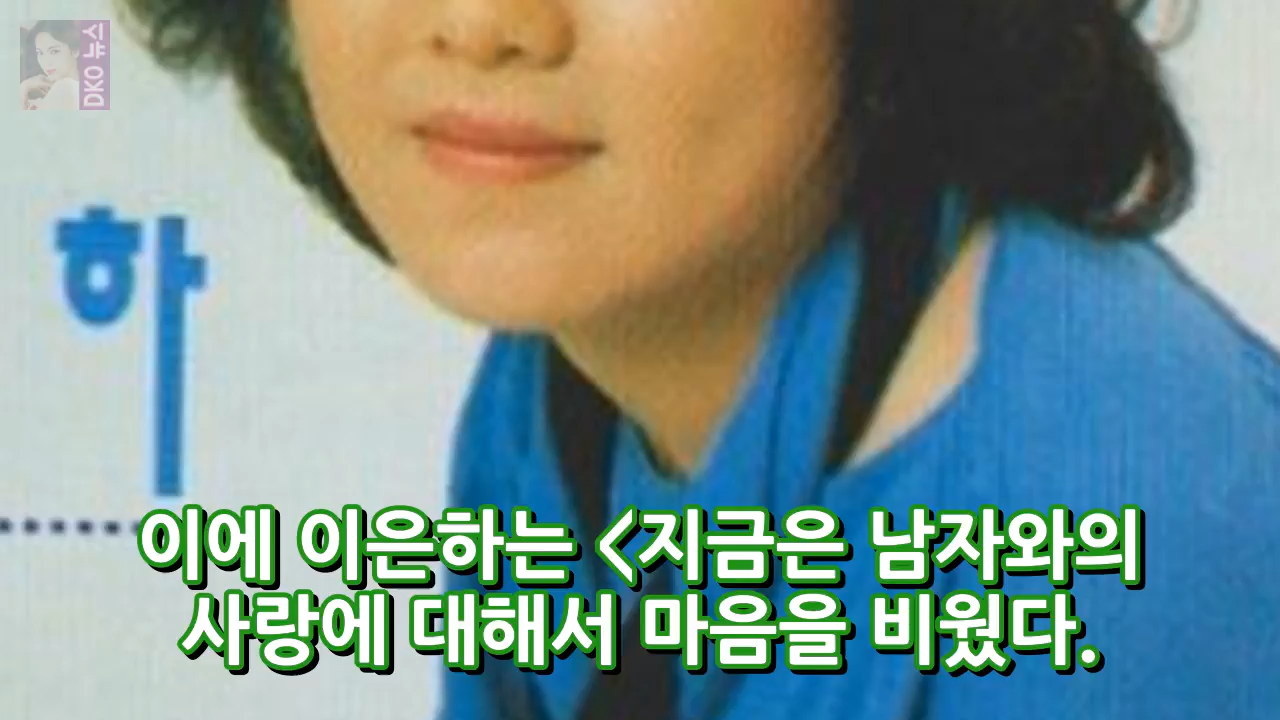 DKO 뉴스
하
이에 이은하는 <지금은 남자와의
사랑에 대해서 마음을 비웠다.